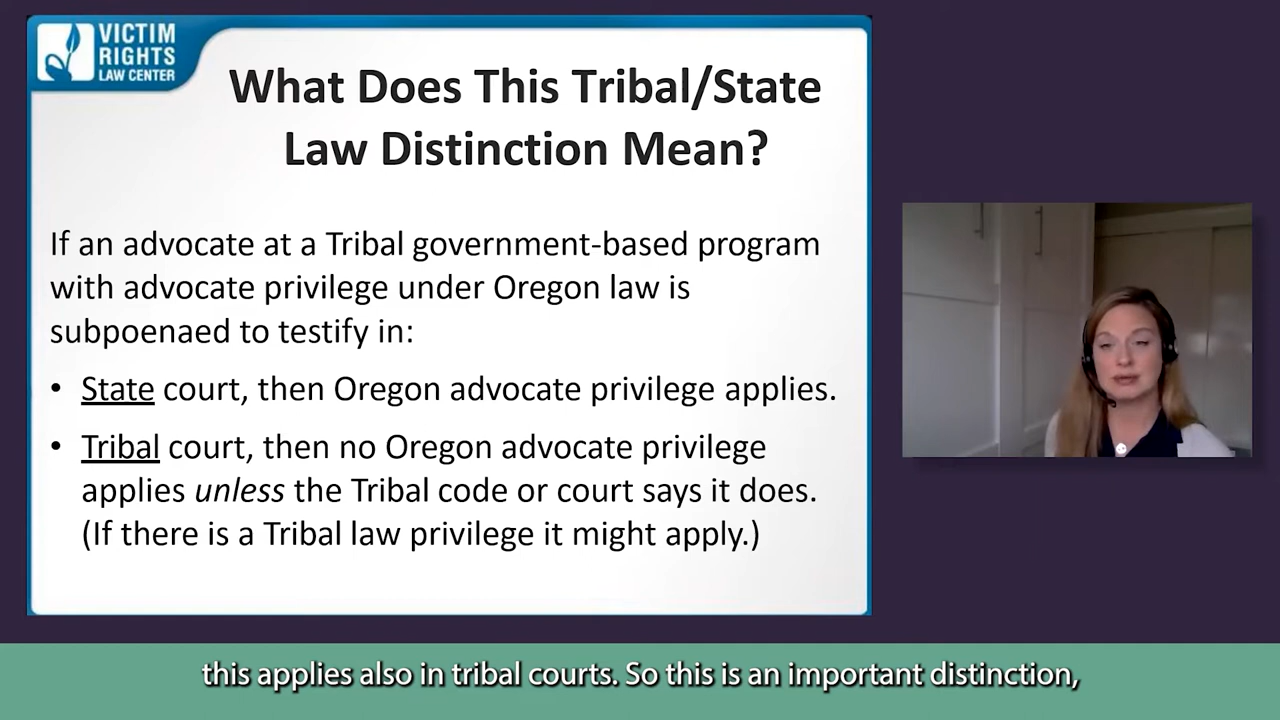 VICTIM
RIGHTS
LAW CENTER
What Does This Tribal/State
Law Distinction Mean?
If an advocate at a Tribal government-based program
with advocate privilege under Oregon law is
subpoenaed to testify in:
• State court, then Oregon advocate privilege applies.
• Tribal court, then no Oregon advocate privilege
applies unless the Tribal code or court says it does.
(If there is a Tribal law privilege it might apply.)
this applies also in tribal courts. So this is an important distinction,